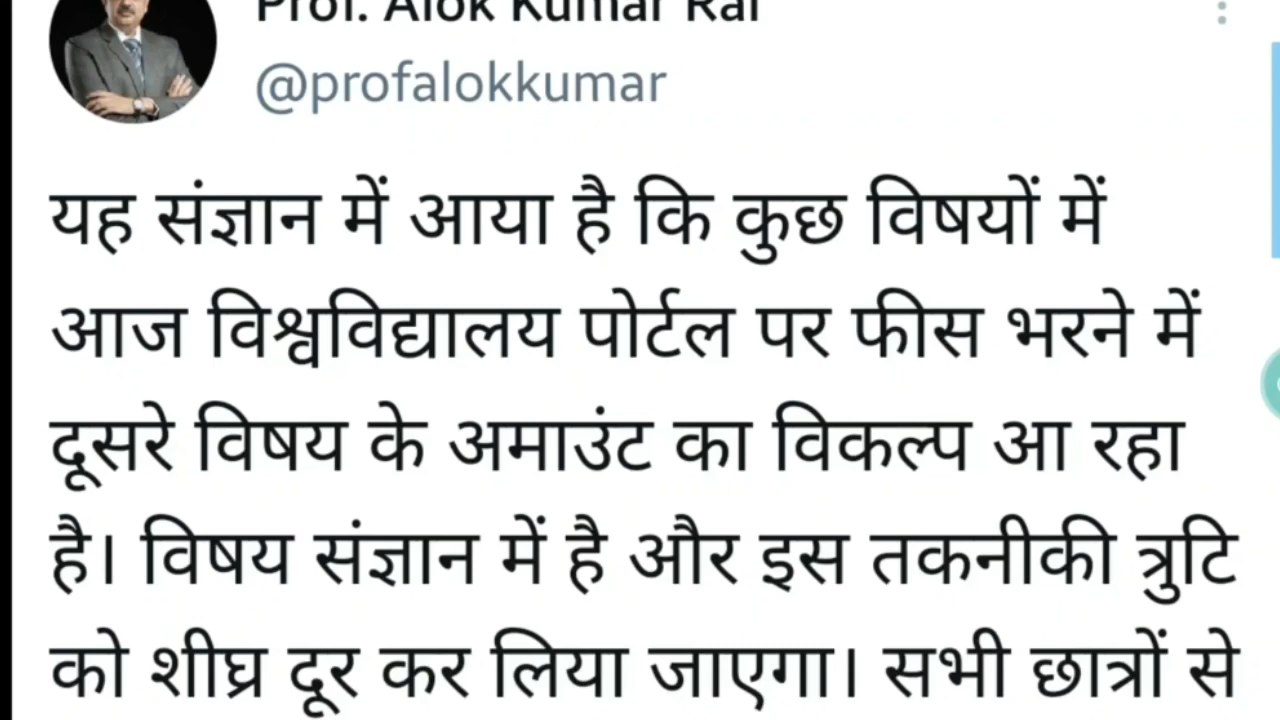 Prof. Alok Kumar Rai
@profalokkumar
यह संज्ञान में आया है कि कुछ विषयों में
आज विश्वविद्यालय पोर्टल पर फीस भरने में
दूसरे विषय के अमाउंट का विकल्प आ रहा
है। विषय संज्ञान में है और इस तकनीकी त्रुटि
को शीघ्र दूर कर लिया जाएगा। सभी छात्रों से